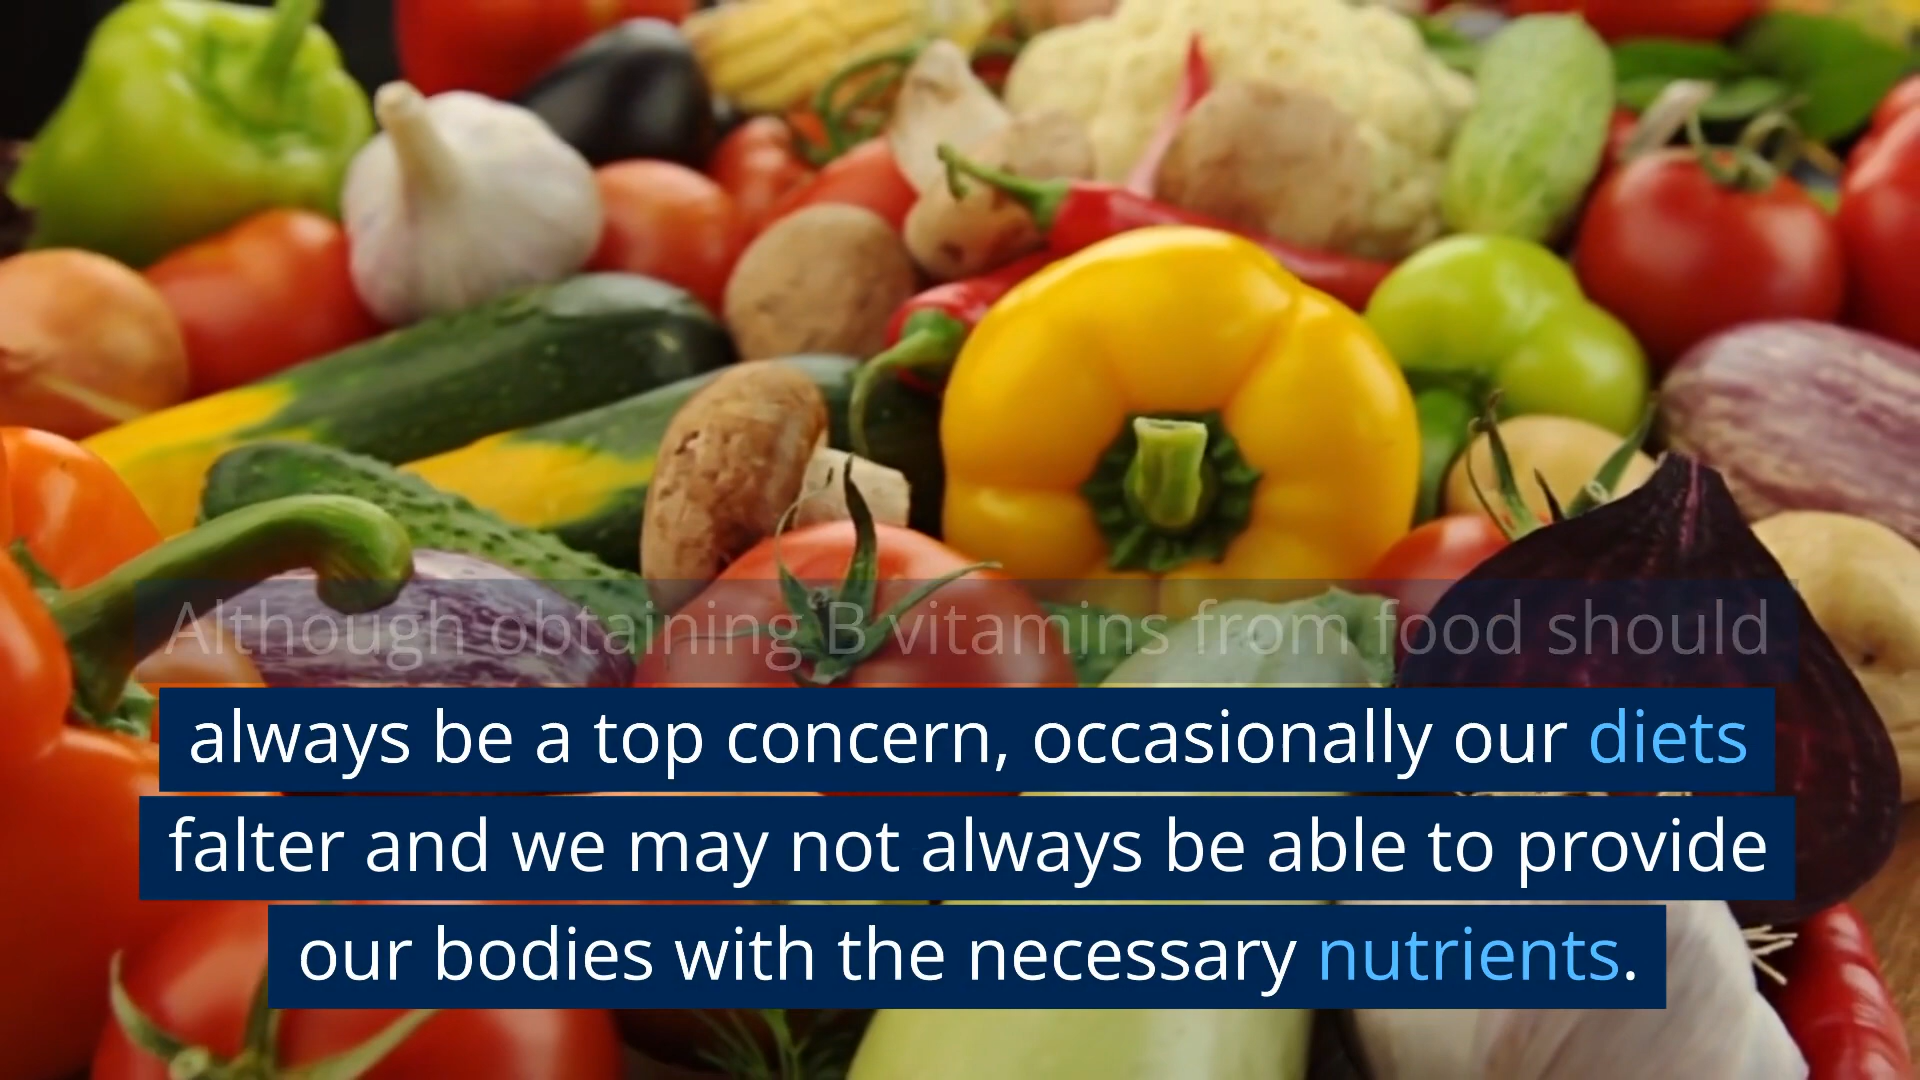 Although obtaining B vitamins from food should
always be a top concern, occasionally our diets
falter and we may not always be able to provide
our bodies with the necessary nutrients.